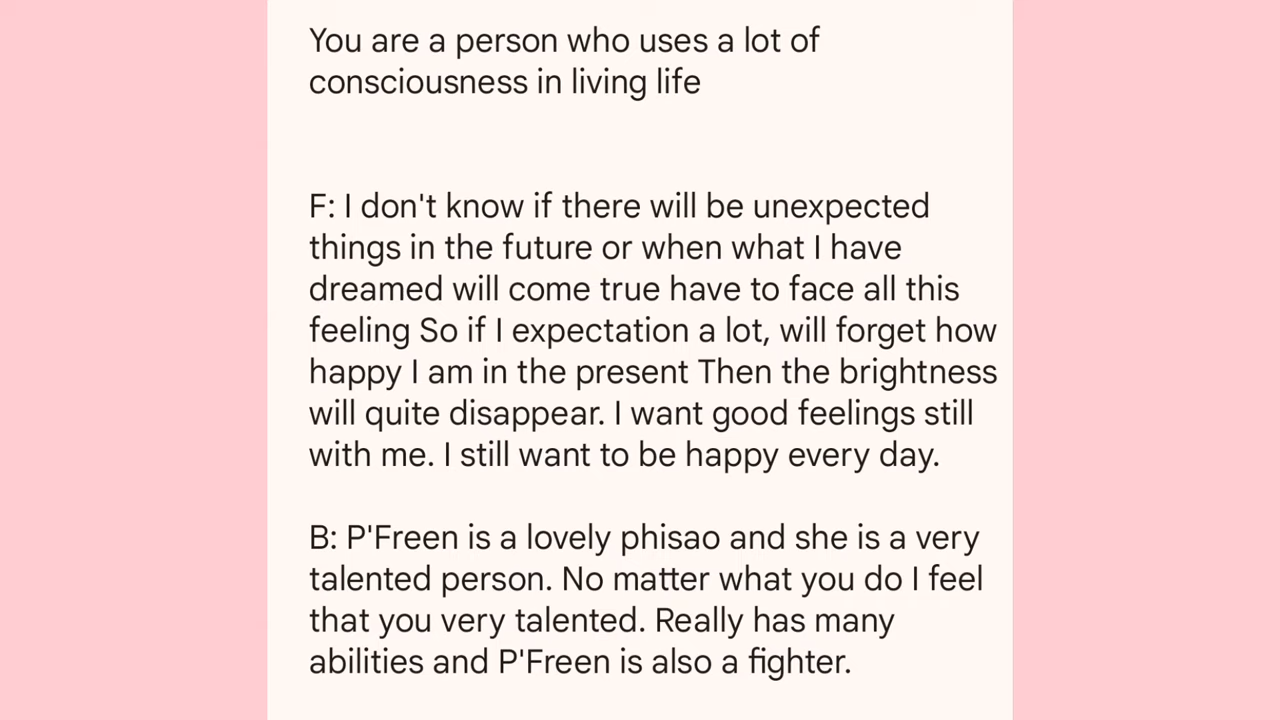 You are a person who uses a lot of
consciousness in living life
F: I don't know if there will be unexpected
things in the future or when what I have
dreamed will come true have to face all this
feeling So if I expectation a lot, will forget how
happy I am in the present Then the brightness
will quite disappear. I want good feelings still
with me. I still want to be happy every day.
B: P'Freen is a lovely phisao and she is a very
talented person. No matter what you do I feel
that you very talented. Really has many
abilities and P'Freen is also a fighter.